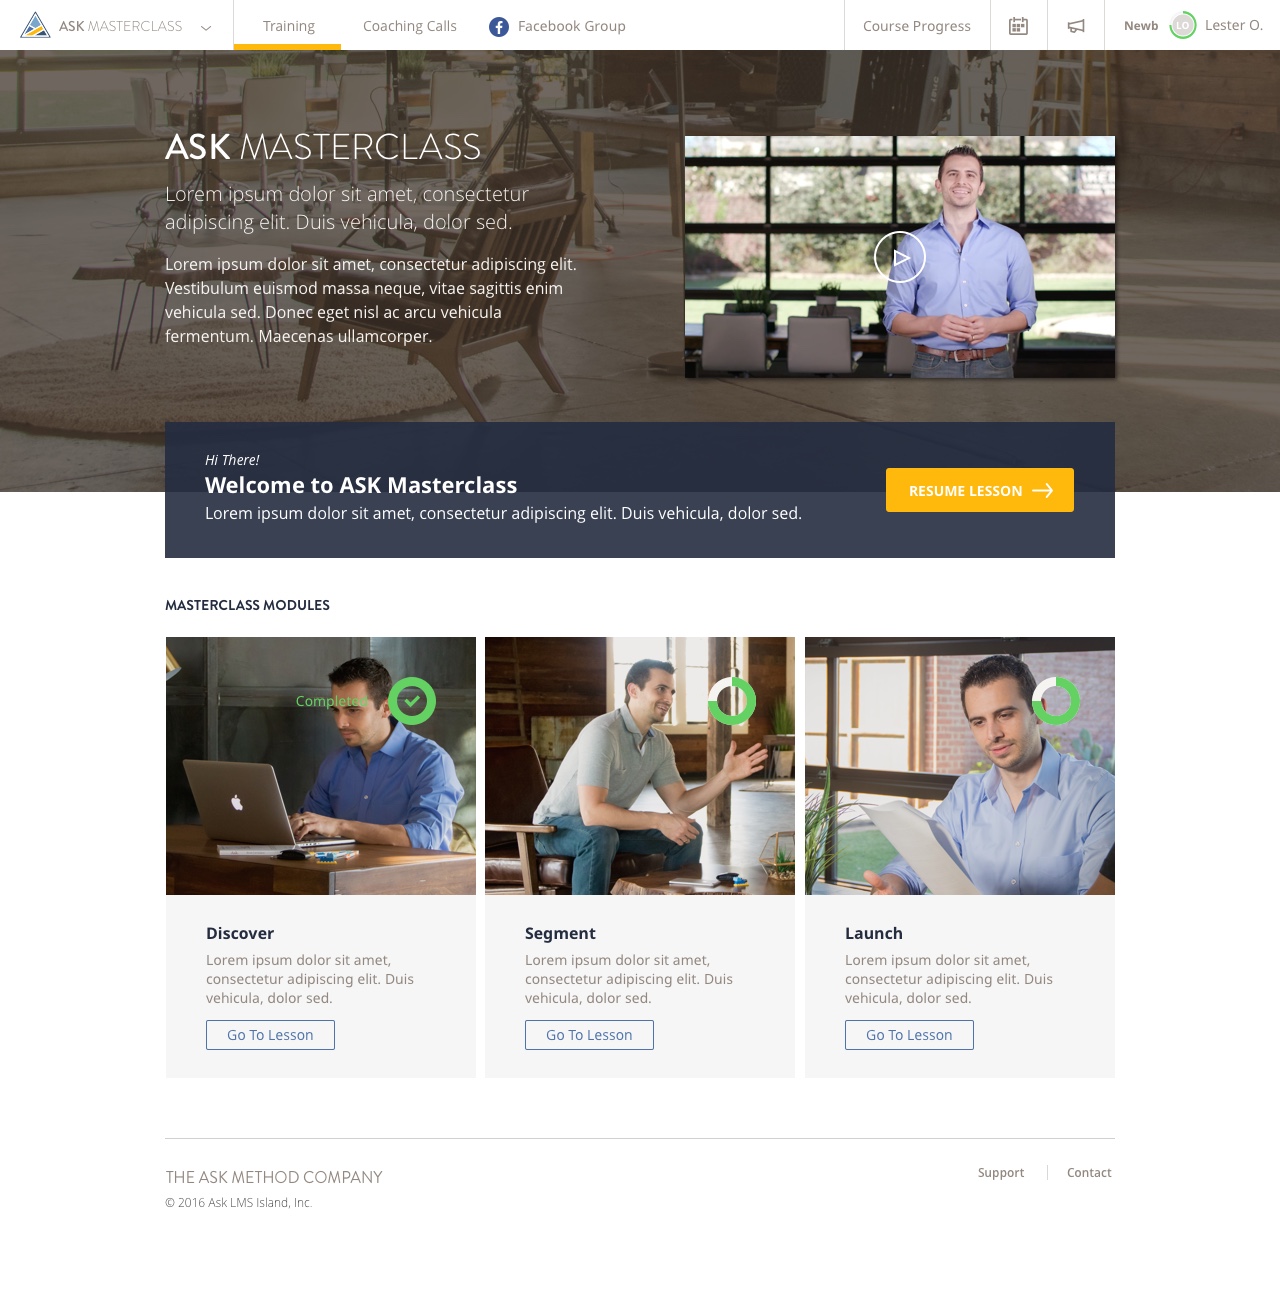 ASK MASTERCLASS
Training
Coaching Calls
Facebook Group
Course Progress
Newb
LO
Lester O.
ASK MASTERCLASS
Lorem ipsum dolor sit amet, consectetur
adipiscing elit. Duis vehicula, dolor sed.
Lorem ipsum dolor sit amet, consectetur adipiscing elit.
Vestibulum euismod massa neque, vitae sagittis enim
vehicula sed. Donec eget nisl ac arcu vehicula
fermentum. Maecenas ullamcorper.
Hi There!
Welcome to ASK Masterclass
Lorem ipsum dolor sit amet, consectetur adipiscing elit. Duis vehicula, dolor sed.
RESUME LESSON
MASTERCLASS MODULES
Completed
Discover
Lorem ipsum dolor sit amet,
consectetur adipiscing elit. Duis
vehicula, dolor sed.
Go To Lesson
Segment
Lorem ipsum dolor sit amet,
consectetur adipiscing elit. Duis
vehicula, dolor sed.
Go To Lesson
Launch
Lorem ipsum dolor sit amet,
consectetur adipiscing elit. Duis
vehicula, dolor sed.
Go To Lesson
THE ASK METHOD COMPANY
© 2016 Ask LMS Island, Inc.
Support
Contact